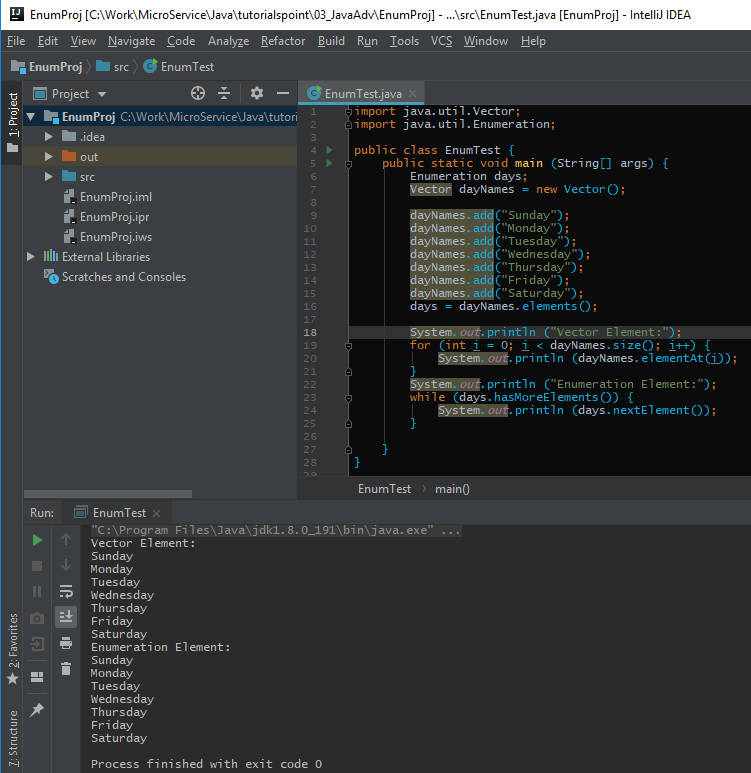 EnumProj [C:\Work\MicroService\Java\tutorialspoint\03_JavaAdv\EnumProj] - ...\src\EnumTest.java [EnumProj] - IntelliJ IDEA
File Edit View Navigate Code Analyze Refactor Build Run Tools VCS Window Help
EnumProj src EnumTest
1: Project
Project
EnumProj C:\Work\MicroService\Java\tutori
.idea
out
src
EnumProj.iml
EnumProj.ipr
EnumProj.iws
External Libraries
Scratches and Consoles
EnumTest.java
1 import java.util.Vector;
2 import java.util.Enumeration;
3
4 public class EnumTest {
5 public static void main (String[] args) {
6 Enumeration days;
7 Vector dayNames = new Vector();
8
9 dayNames.add("Sunday");
10 dayNames.add("Monday");
11 dayNames.add("Tuesday");
12 dayNames.add("Wednesday");
13 dayNames.add("Thursday");
14 dayNames.add("Friday");
15 dayNames.add("Saturday");
16 days = dayNames.elements();
17
18 System.out.println ("Vector Element:");
19 for (int i = 0; i < dayNames.size(); i++) {
20 System.out.println (dayNames.elementAt(i));
21 }
22 System.out.println ("Enumeration Element:");
23 while (days.hasMoreElements()) {
24 System.out.println (days.nextElement());
25 }
26
27 }
28 }
29
EnumTest main()
Run: EnumTest
"C:\Program Files\Java\jdk1.8.0_191\bin\java.exe" ...
Vector Element:
Sunday
Monday
Tuesday
Wednesday
Thursday
Friday
Saturday
Enumeration Element:
Sunday
Monday
Tuesday
Wednesday
Thursday
Friday
Saturday
Process finished with exit code 0
2: Favorites
7: Structure